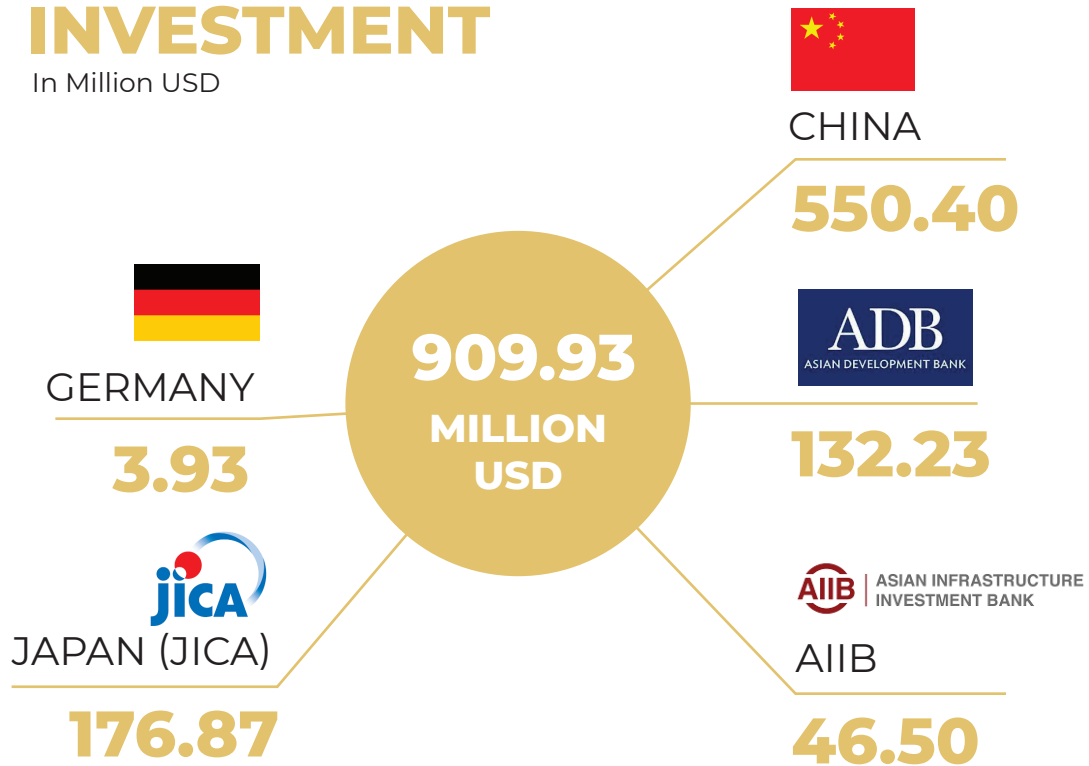 INVESTMENT
In Million USD
CHINA
550.40
ADB
ASIAN DEVELOPMENT BANK
132.23
GERMANY
3.93
909.93
MILLION
USD
jica
JAPAN (JICA)
176.87
AIIB
ASIAN INFRASTRUCTURE
INVESTMENT BANK
AIIB
46.50